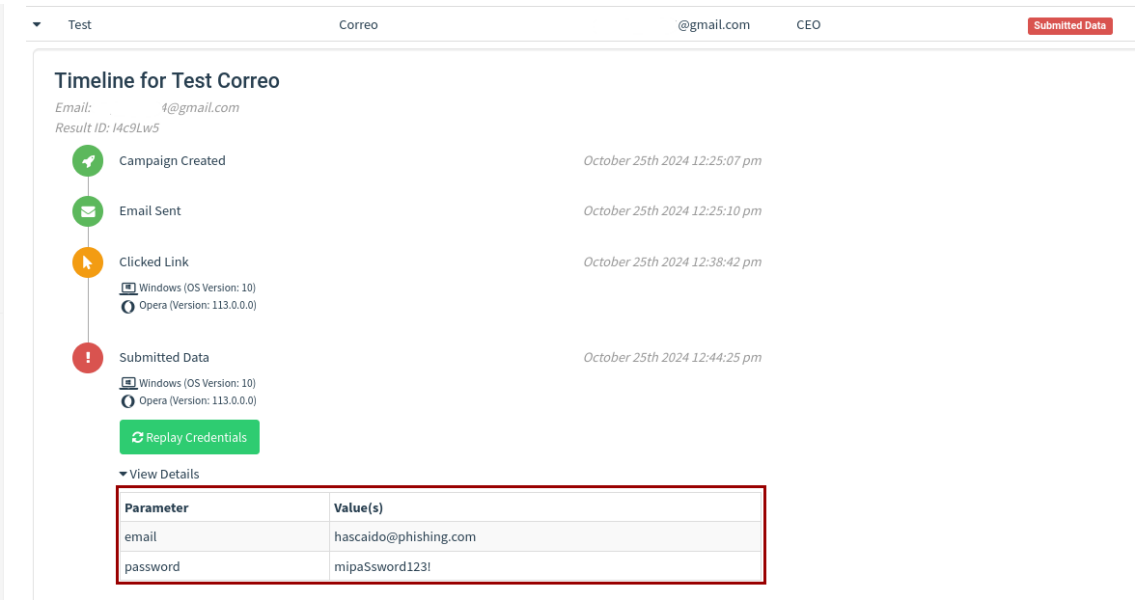 Test Correo @gmail.com CEO Submitted Data
Timeline for Test Correo
Email: 4@gmail.com
Result ID: I4c9Lw5
Campaign Created October 25th 2024 12:25:07 pm
Email Sent October 25th 2024 12:25:10 pm
Clicked Link October 25th 2024 12:38:42 pm
Windows (OS Version: 10)
Opera (Version: 113.0.0.0)
Submitted Data October 25th 2024 12:44:25 pm
Windows (OS Version: 10)
Opera (Version: 113.0.0.0)
Replay Credentials
View Details
Parameter Value(s)
email hascaido@phishing.com
password mipaSsword123!